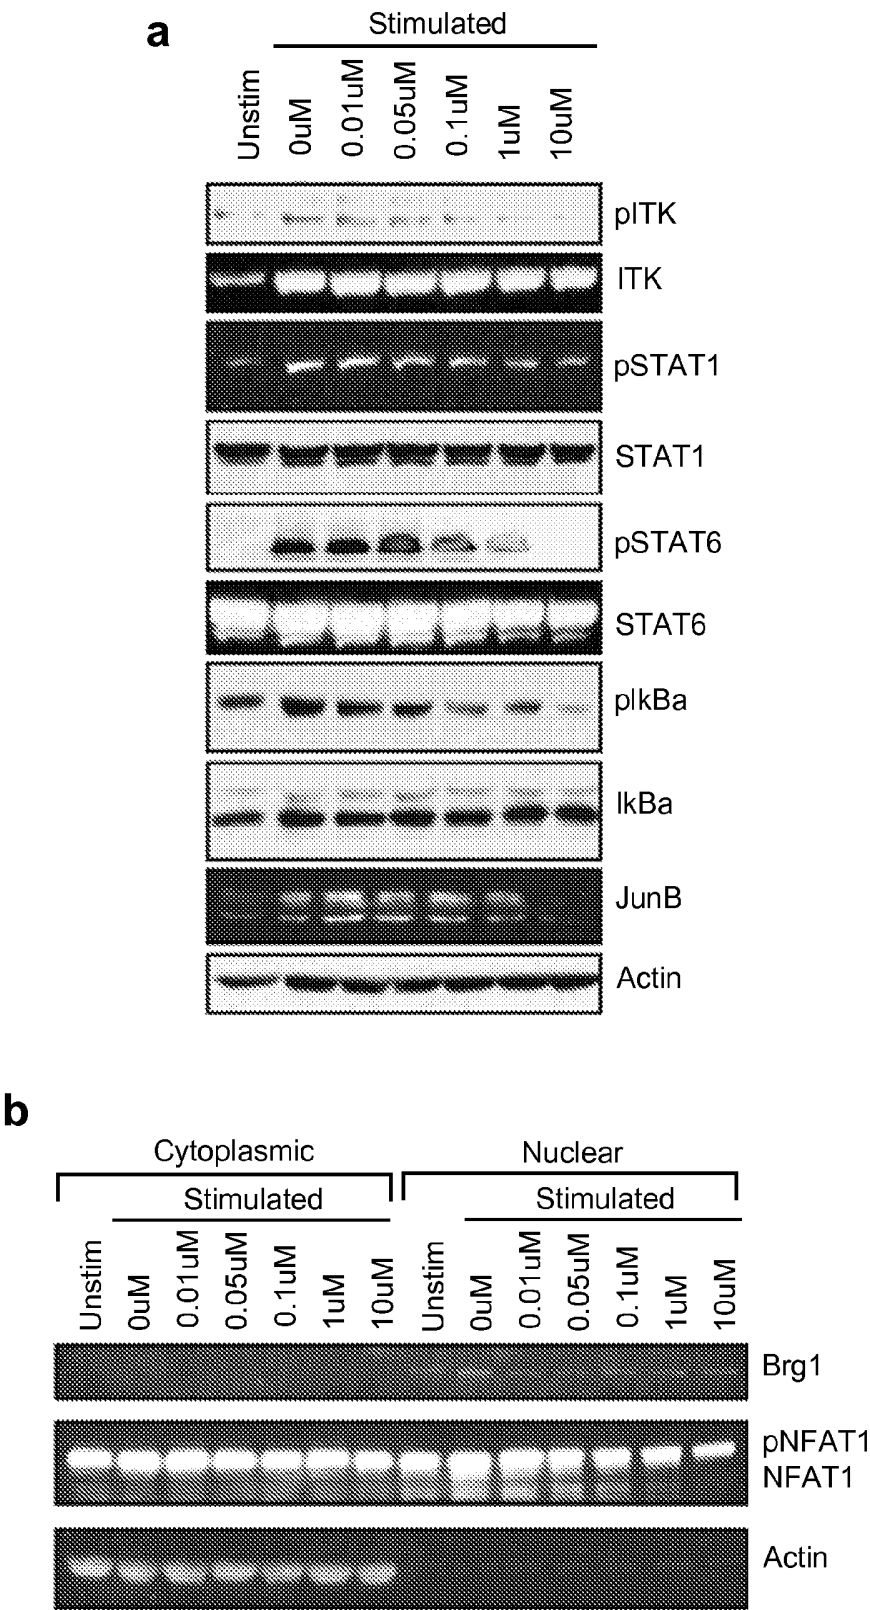 a
Stimulated
Unstim 0uM 0.01uM 0.05uM 0.1uM 1uM 10uM
pITK
ITK
pSTAT1
STAT1
pSTAT6
STAT6
pIkBa
IkBa
JunB
Actin
b
Cytoplasmic Nuclear
Stimulated Stimulated
Unstim 0uM 0.01uM 0.05uM 0.1uM 1uM 10uM Unstim 0uM 0.01uM 0.05uM 0.1uM 1uM 10uM
Brg1
pNFAT1
NFAT1
Actin